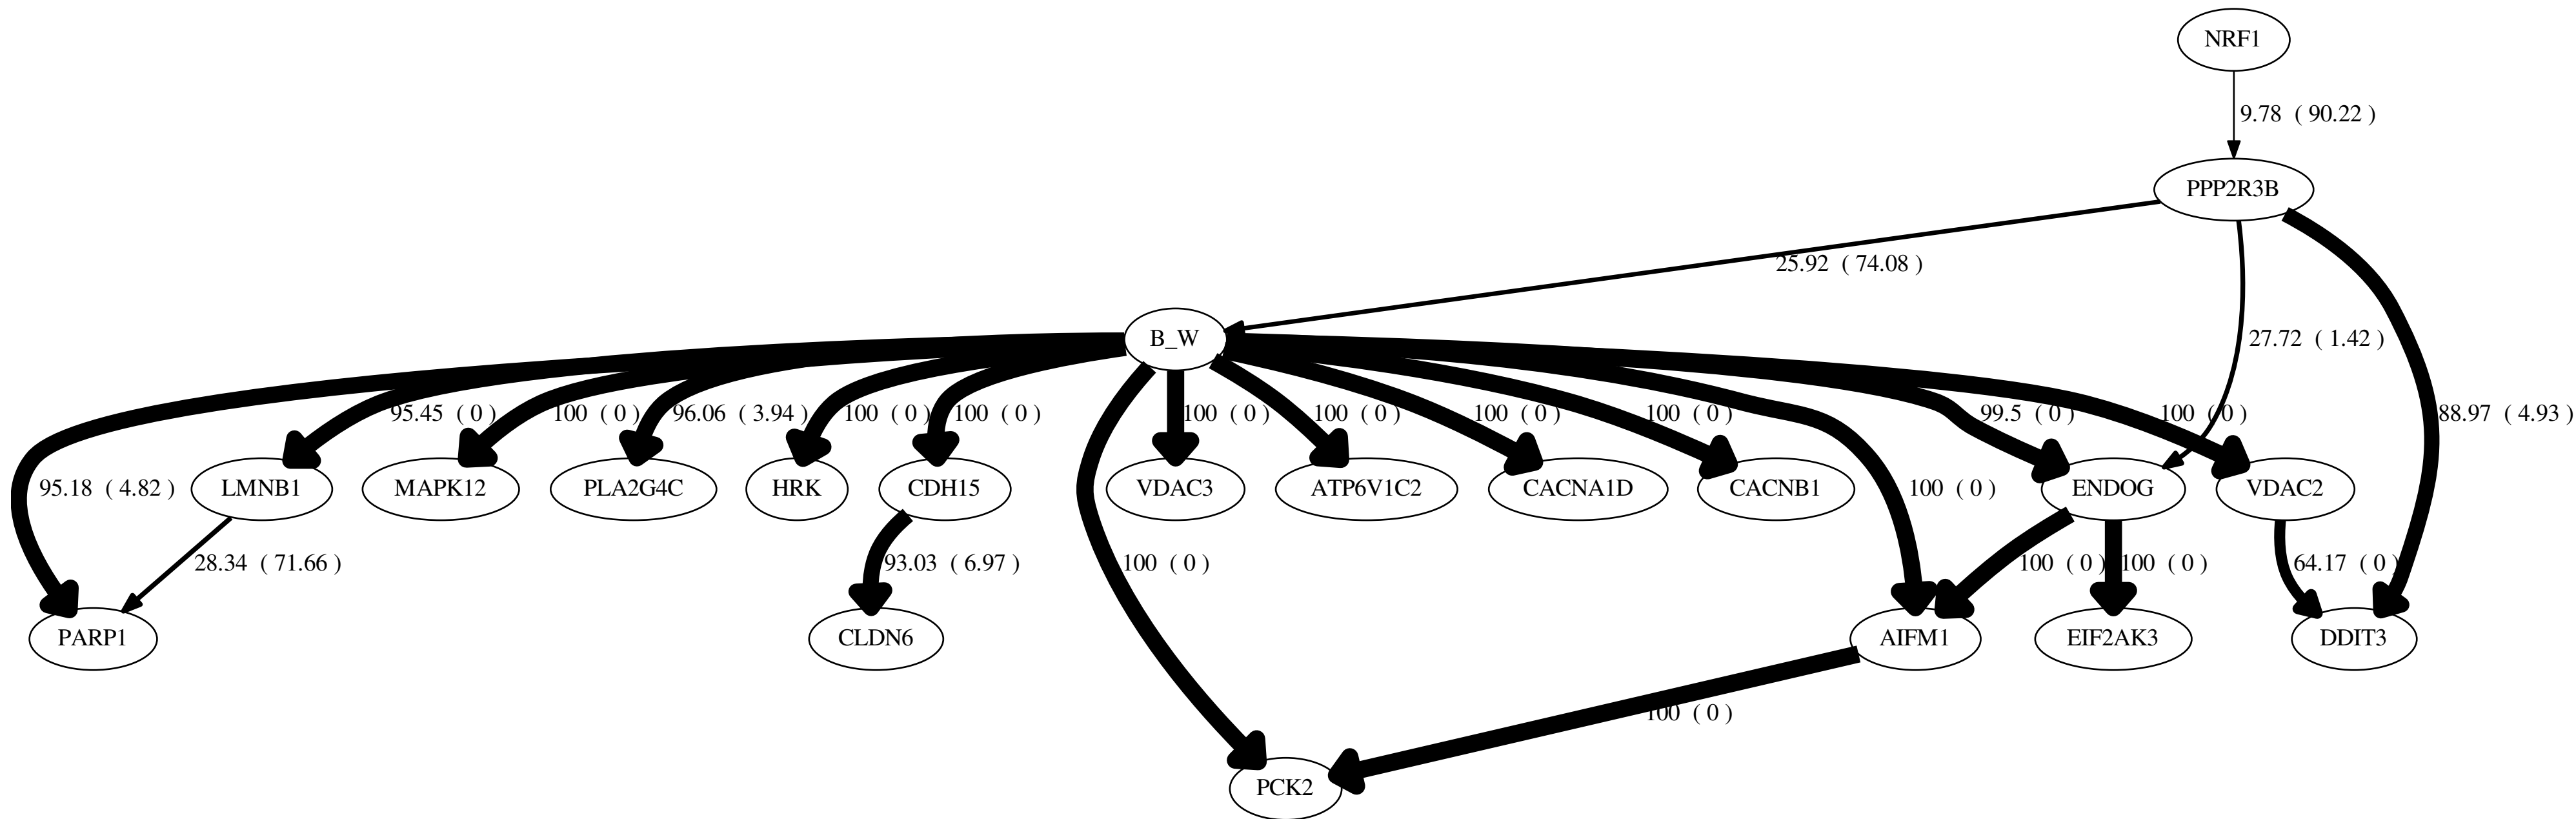 NRF1
9.78 ( 90.22 )
PPP2R3B
25.92 ( 74.08 )
B_W
27.72 ( 1.42 )
95.45 ( 0 )
100 ( 0 )
96.06 ( 3.94 )
100 ( 0 )
100 ( 0 )
100 ( 0 )
100 ( 0 )
100 ( 0 )
100 ( 0 )
99.5 ( 0 )
100 ( 0 )
88.97 ( 4.93 )
95.18 ( 4.82 )
LMNB1
MAPK12
PLA2G4C
HRK
CDH15
VDAC3
ATP6V1C2
CACNA1D
CACNB1
100 ( 0 )
ENDOG
VDAC2
28.34 ( 71.66 )
93.03 ( 6.97 )
100 ( 0 )
100 ( 0 )
100 ( 0 )
64.17 ( 0 )
PARP1
CLDN6
AIFM1
EIF2AK3
DDIT3
100 ( 0 )
PCK2